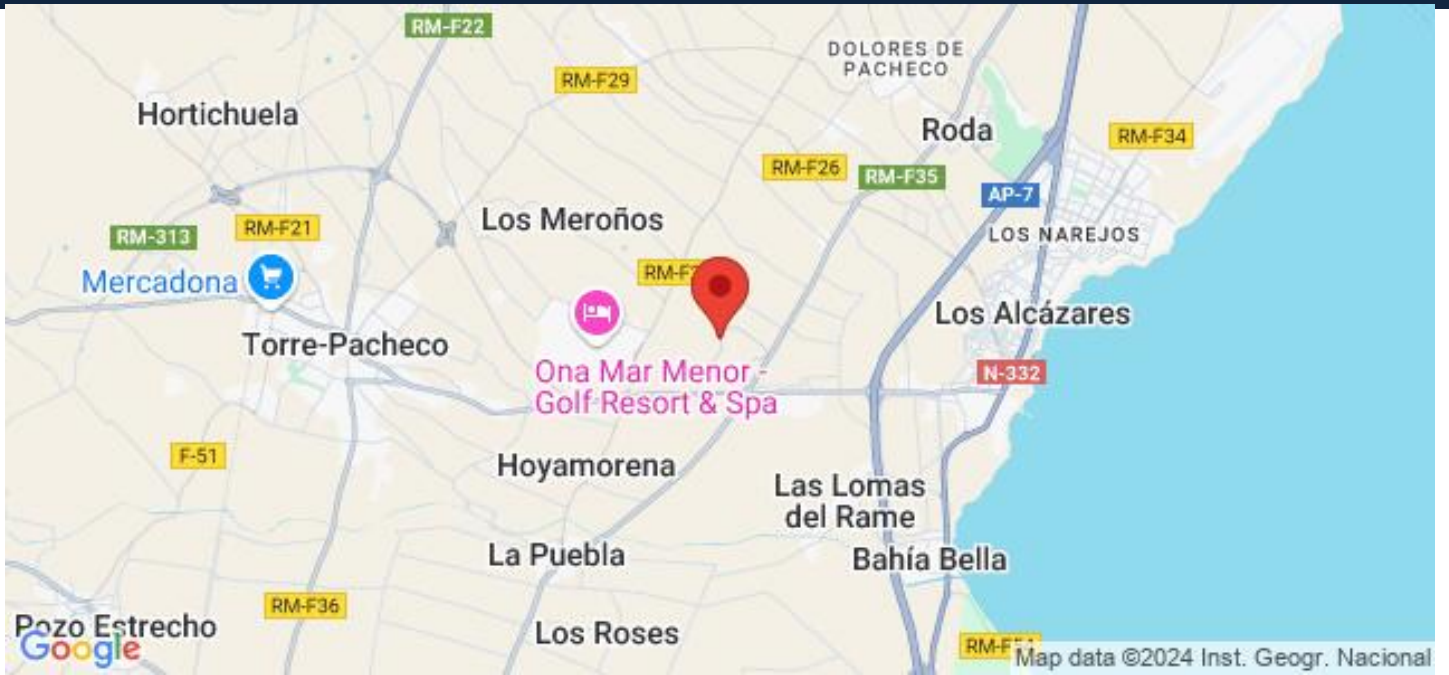 RM-F22
DOLORES DE
PACHECO
RM-F29
Hortichuela
Roda
RM-F34
RM-F26
RM-F35
AP-7
Los Meroños
RM-F21
RM-313
LOS NAREJOS
Mercadona
Los Alcázares
Torre-Pacheco
Ona Mar Menor -
Golf Resort & Spa
N-332
F-51
Hoyamorena
Las Lomas
del Rame
La Puebla
Bahía Bella
RM-F36
Pozo Estrecho
Los Roses
Google
Map data ©2024 Inst. Geogr. Nacional